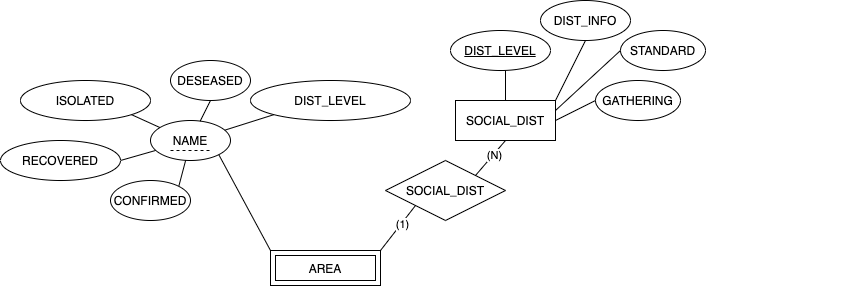 DIST_INFO
DIST_LEVEL
STANDARD
DESEASED
ISOLATED
DIST_LEVEL
GATHERING
SOCIAL_DIST
NAME
(N)
RECOVERED
SOCIAL_DIST
CONFIRMED
(1)
AREA